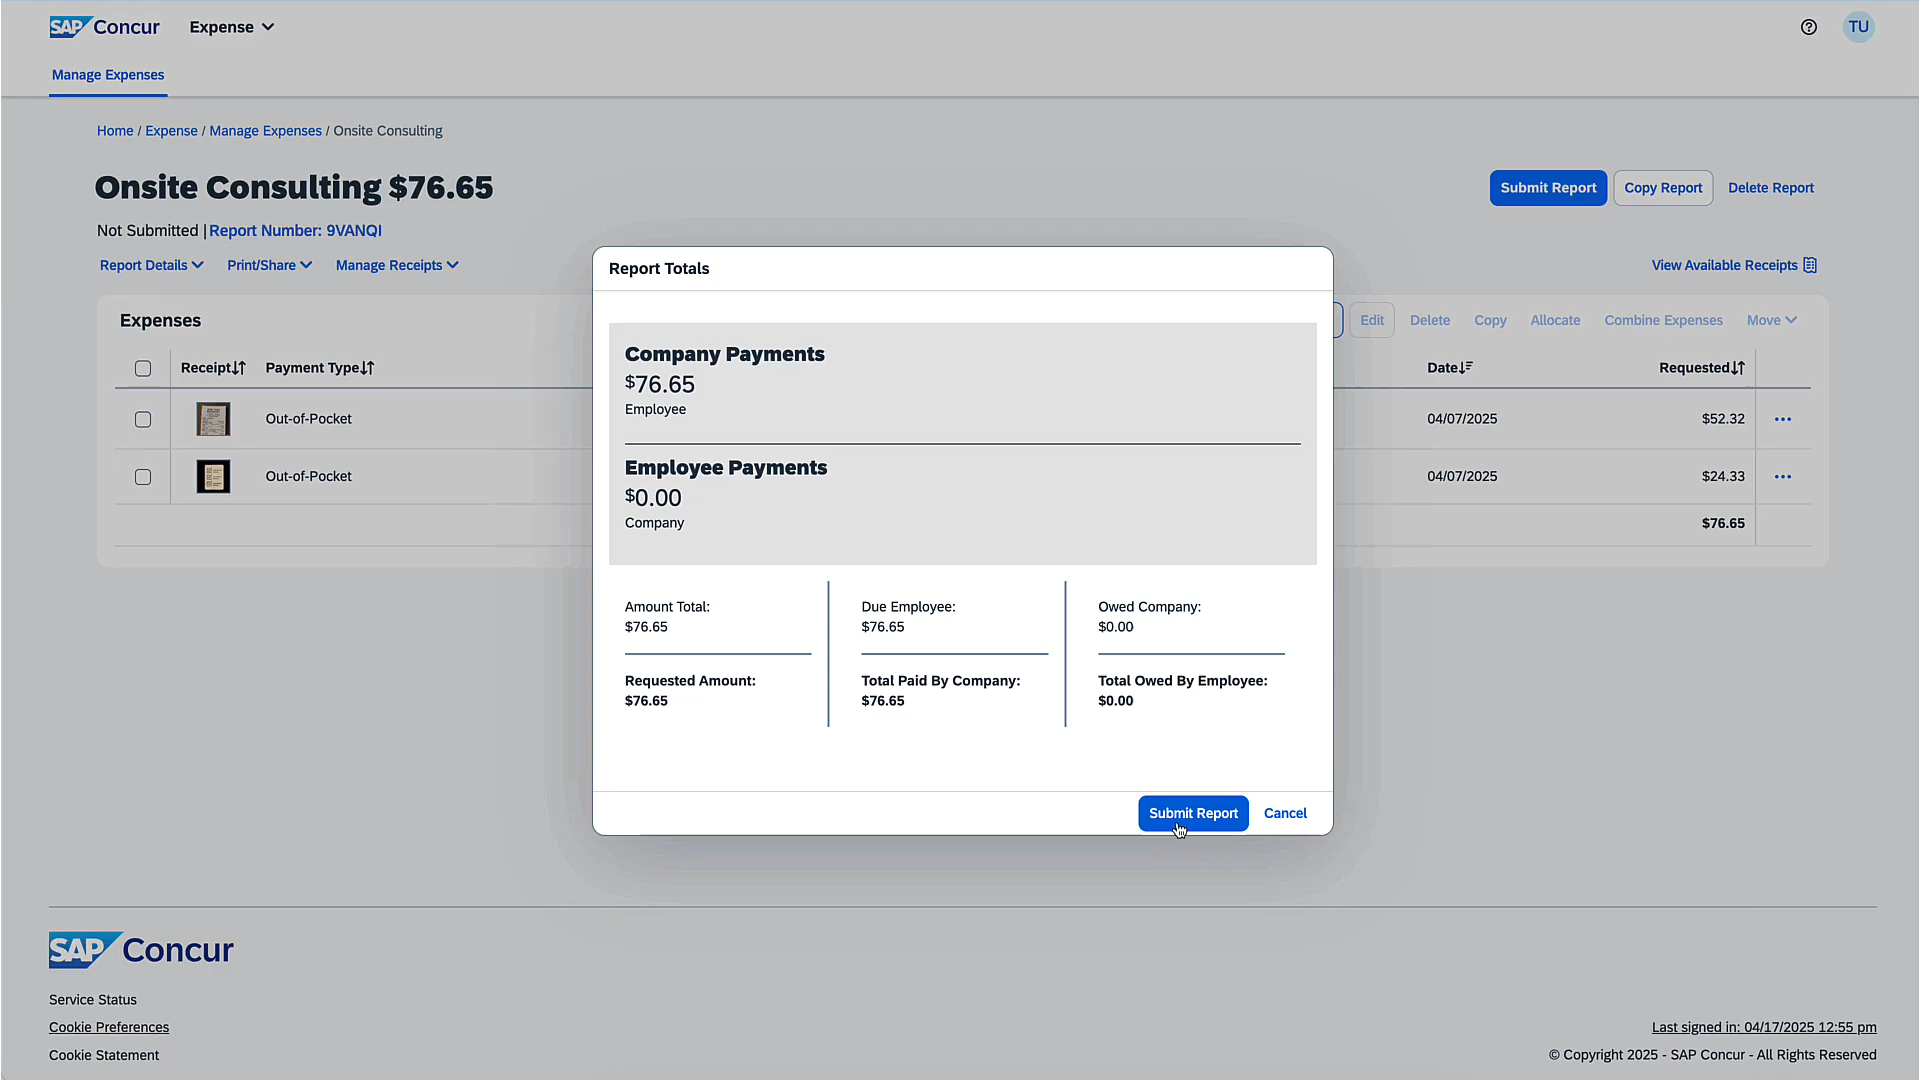 SAP Concur Expense TU
Manage Expenses
Home / Expense / Manage Expenses / Onsite Consulting
Onsite Consulting $76.65
Submit Report Copy Report Delete Report
Not Submitted | Report Number: 9VANQI
Report Details Print/Share Manage Receipts View Available Receipts
Expenses
Edit Delete Copy Allocate Combine Expenses Move
Receipt Payment Type Date Requested
Out-of-Pocket 04/07/2025 $52.32
Out-of-Pocket 04/07/2025 $24.33
$76.65
Report Totals
Company Payments
$76.65
Employee
Employee Payments
$0.00
Company
Amount Total: Due Employee: Owed Company:
$76.65 $76.65 $0.00
Requested Amount: Total Paid By Company: Total Owed By Employee:
$76.65 $76.65 $0.00
Submit Report Cancel
SAP Concur
Service Status
Cookie Preferences
Last signed in: 04/17/2025 12:55 pm
Cookie Statement
© Copyright 2025 - SAP Concur - All Rights Reserved